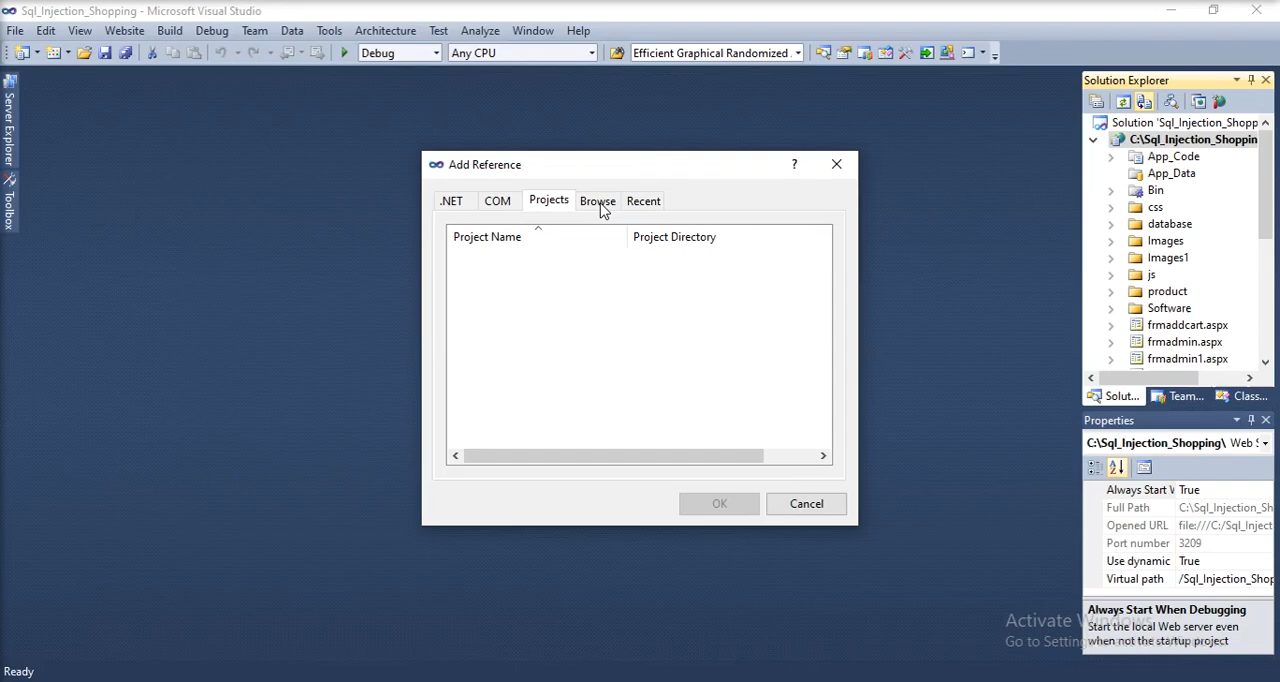 Sql_Injection_Shopping - Microsoft Visual Studio
File Edit View Website Build Debug Team Data Tools Architecture Test Analyze Window Help
Debug Any CPU Efficient Graphical Randomized.
Server Explorer
Toolbox
Solution Explorer
Solution 'Sql_Injection_Shopp
C:\Sql_Injection_Shoppin
App_Code
App_Data
Bin
css
database
Images
Images1
js
product
Software
frmaddcart.aspx
frmadmin.aspx
frmadmin1.aspx
Solut... Team... Class...
Add Reference
.NET COM Projects Browse Recent
Project Name Project Directory
OK Cancel
Properties
C:\Sql_Injection_Shopping\ Web
Always Start True
Full Path C:\Sql_Injection_Sh
Opened URL file:///C:/Sql_Inject
Port number 3209
Use dynamic True
Virtual path /Sql_Injection_Shop
Always Start When Debugging
Start the local Web server even
when not the startup project
Activate Windows
Go to Setting
Ready